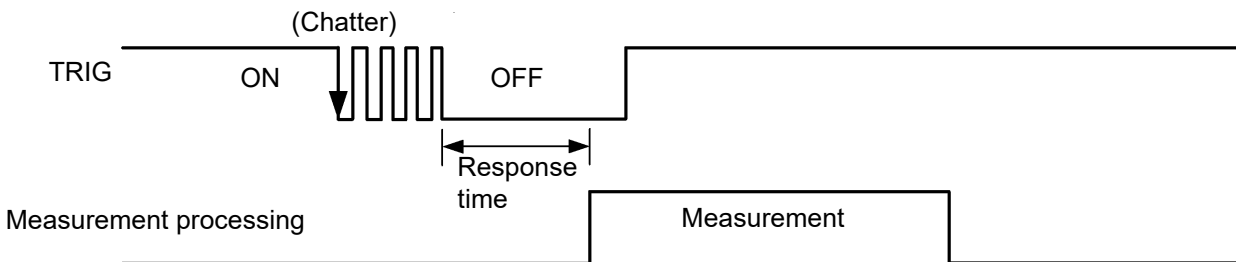 (Chatter)
TRIG
ON
OFF
Response
time
Measurement processing
Measurement